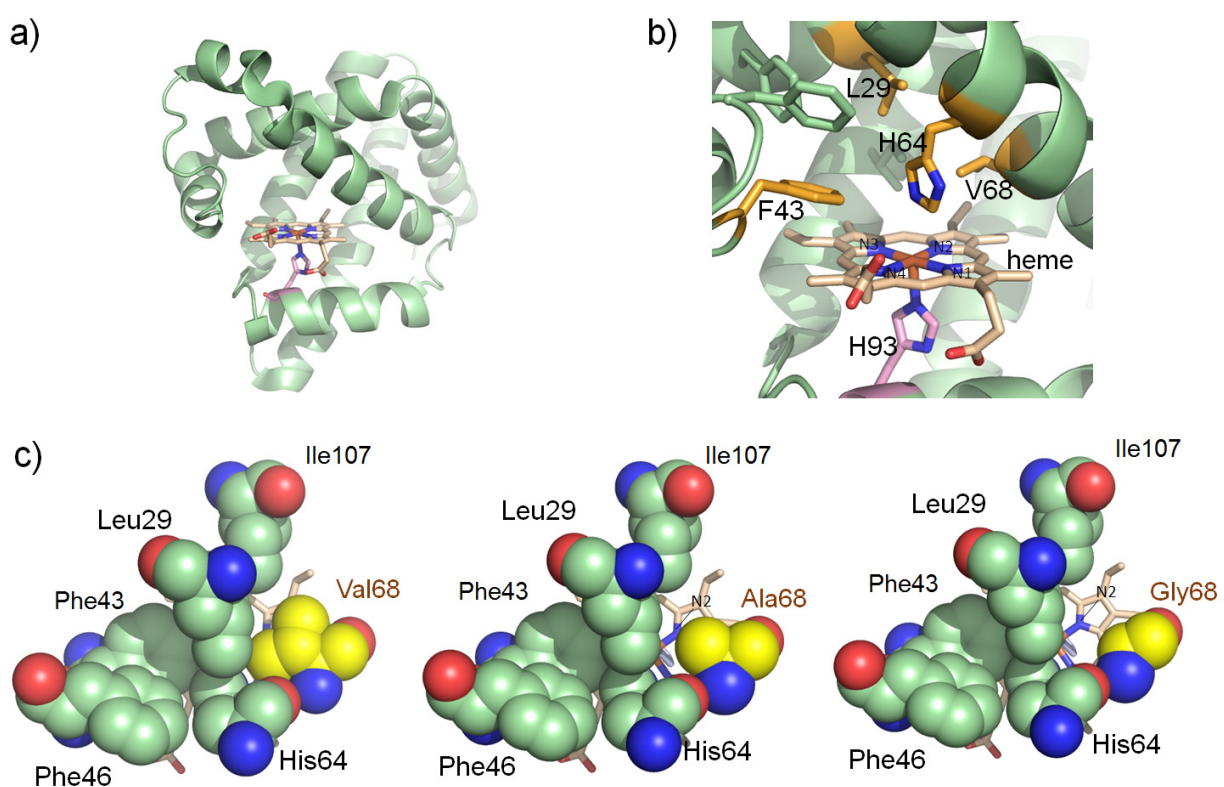 a)
b)
L29
H64
V68
F43
N3
N2
heme
N4
N1
H93
c)
Ile107
Leu29
Phe43
Val68
Phe46
His64
Ile107
Leu29
Phe43
N2
Ala68
Phe46
His64
Ile107
Leu29
Phe43
N2
Gly68
Phe46
His64